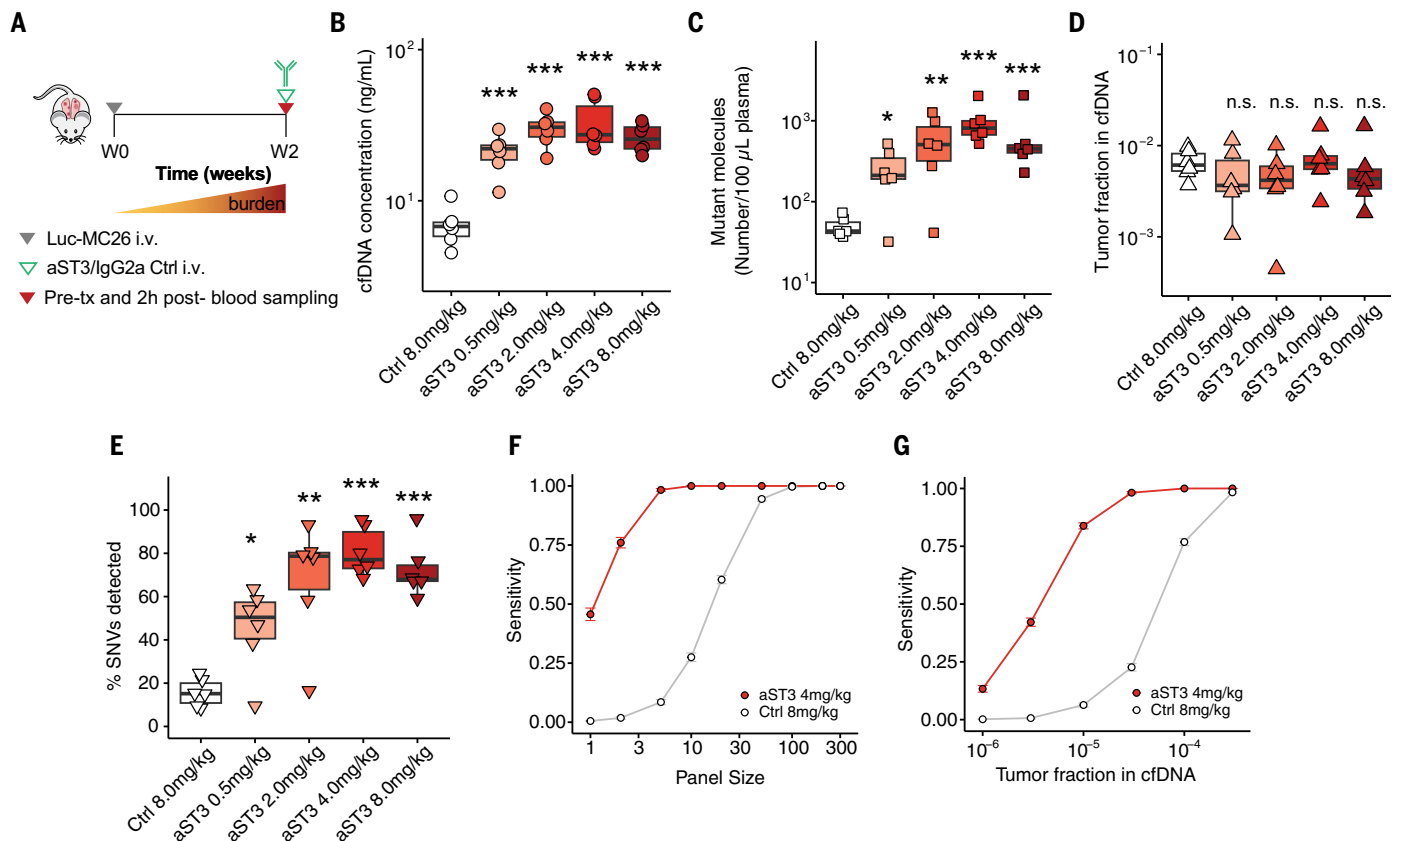 A
W0
W2
Time (weeks)
burden
Luc-MC26 i.v.
aST3/IgG2a Ctrl i.v.
Pre-tx and 2h post- blood sampling
B
cfDNA concentration (ng/mL)
10²
10¹
***
***
***
***
Ctrl 8.0mg/kg
aST3 0.5mg/kg
aST3 2.0mg/kg
aST3 4.0mg/kg
aST3 8.0mg/kg
C
Mutant molecules
(Number/100 µL plasma)
10³
10²
10¹
*
**
***
***
Ctrl 8.0mg/kg
aST3 0.5mg/kg
aST3 2.0mg/kg
aST3 4.0mg/kg
aST3 8.0mg/kg
D
Tumor fraction in cfDNA
10⁻¹
10⁻²
10⁻³
n.s.
n.s.
n.s.
n.s.
Ctrl 8.0mg/kg
aST3 0.5mg/kg
aST3 2.0mg/kg
aST3 4.0mg/kg
aST3 8.0mg/kg
E
% SNVs detected
100
80
60
40
20
0
*
**
***
***
Ctrl 8.0mg/kg
aST3 0.5mg/kg
aST3 2.0mg/kg
aST3 4.0mg/kg
aST3 8.0mg/kg
F
Sensitivity
1.00
0.75
0.50
0.25
0.00
aST3 4mg/kg
Ctrl 8mg/kg
1
3
10
30
100
300
Panel Size
G
Sensitivity
1.00
0.75
0.50
0.25
0.00
aST3 4mg/kg
Ctrl 8mg/kg
10⁻⁶
10⁻⁵
10⁻⁴
Tumor fraction in cfDNA